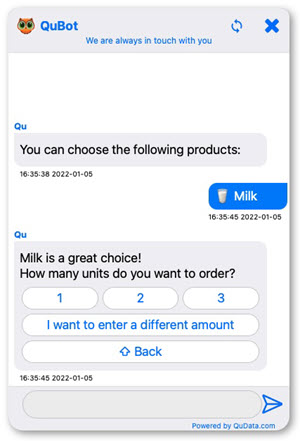 QuBot
We are always in touch with you
Qu
You can choose the following products:
16:35:38 2022-01-05
Milk
16:35:45 2022-01-05
Qu
Milk is a great choice!
How many units do you want to order?
1 2 3
I want to enter a different amount
Back
16:35:45 2022-01-05
Powered by QuData.com